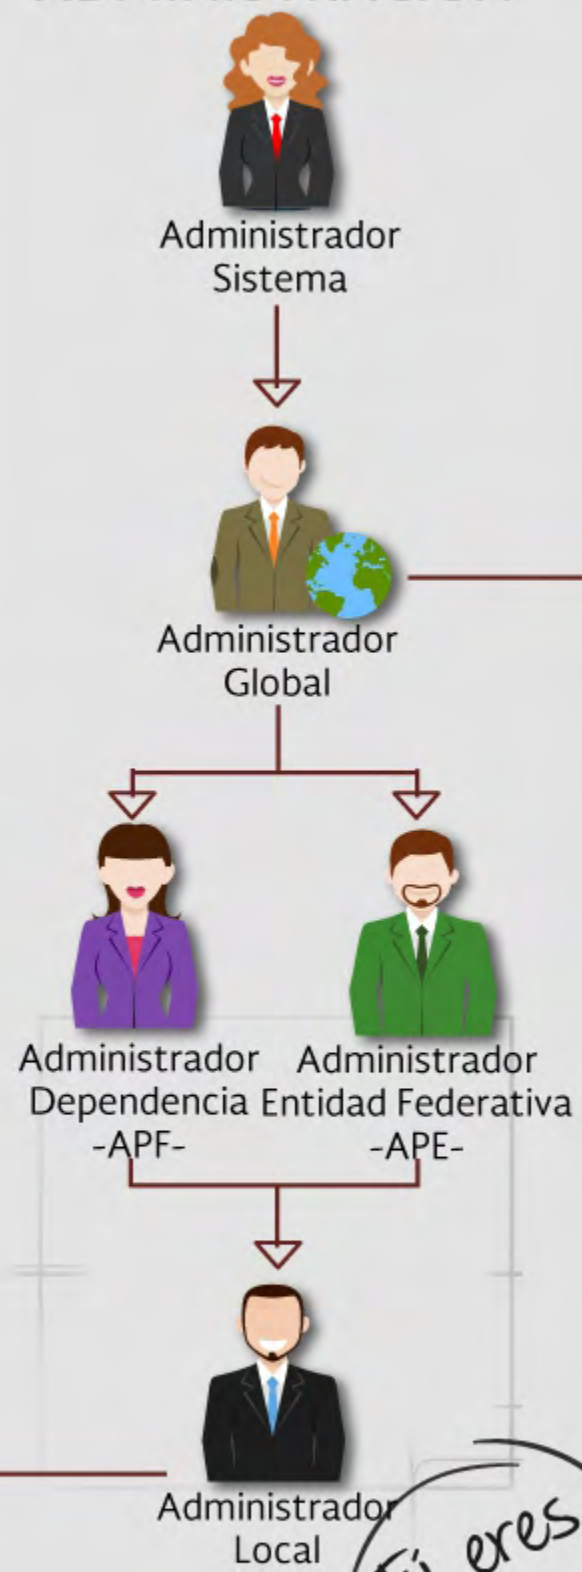 Administrador
Sistema
Administrador
Global
Administrador
Dependencia
-APF-
Administrador
Entidad Federativa
-APE-
Administrador
Local
eres